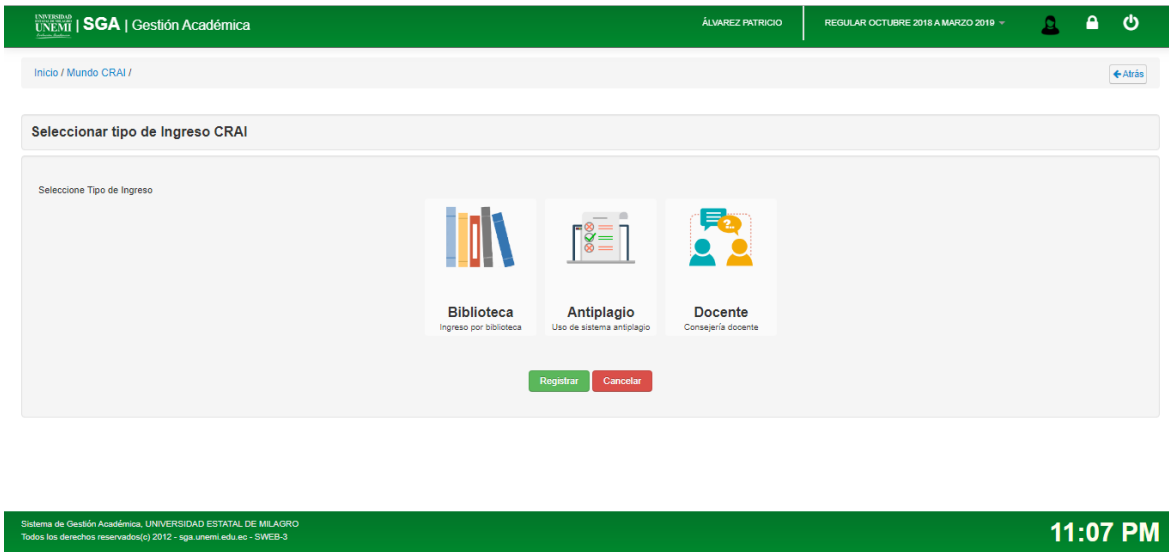 UNIVERSIDAD
UNEMI | SGA | Gestión Académica
ÁLVAREZ PATRICIO
REGULAR OCTUBRE 2018 A MARZO 2019
Inicio / Mundo CRAI /
Atrás
Seleccionar tipo de Ingreso CRAI
Seleccione Tipo de Ingreso
Biblioteca
Ingreso por biblioteca
Antiplagio
Uso de sistema antiplagio
Docente
Consejería docente
Registrar
Cancelar
Sistema de Gestión Académica, UNIVERSIDAD ESTATAL DE MILAGRO
Todos los derechos reservados(c) 2012 - sga.unemi.edu.ec - SWEB-3
11:07 PM